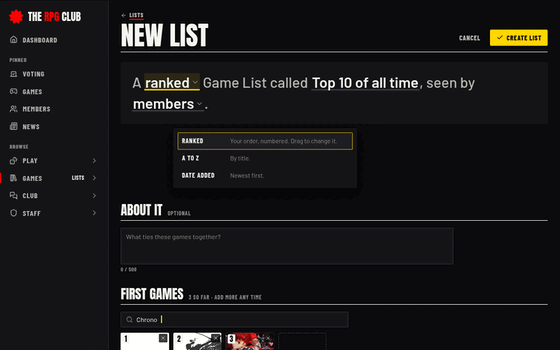 THE RPG CLUB
DASHBOARD
PINNED
VOTING
GAMES
MEMBERS
NEWS
BROWSE
PLAY
GAMES LISTS
CLUB
STAFF
← LISTS
NEW LIST
CANCEL
CREATE LIST
A ranked Game List called Top 10 of all time, seen by
members.
RANKED Your order, numbered. Drag to change it.
A TO Z By title.
DATE ADDED Newest first.
ABOUT IT OPTIONAL
What ties these games together?
0 / 500
FIRST GAMES 3 SO FAR · ADD MORE ANY TIME
Chrono
1
2
3